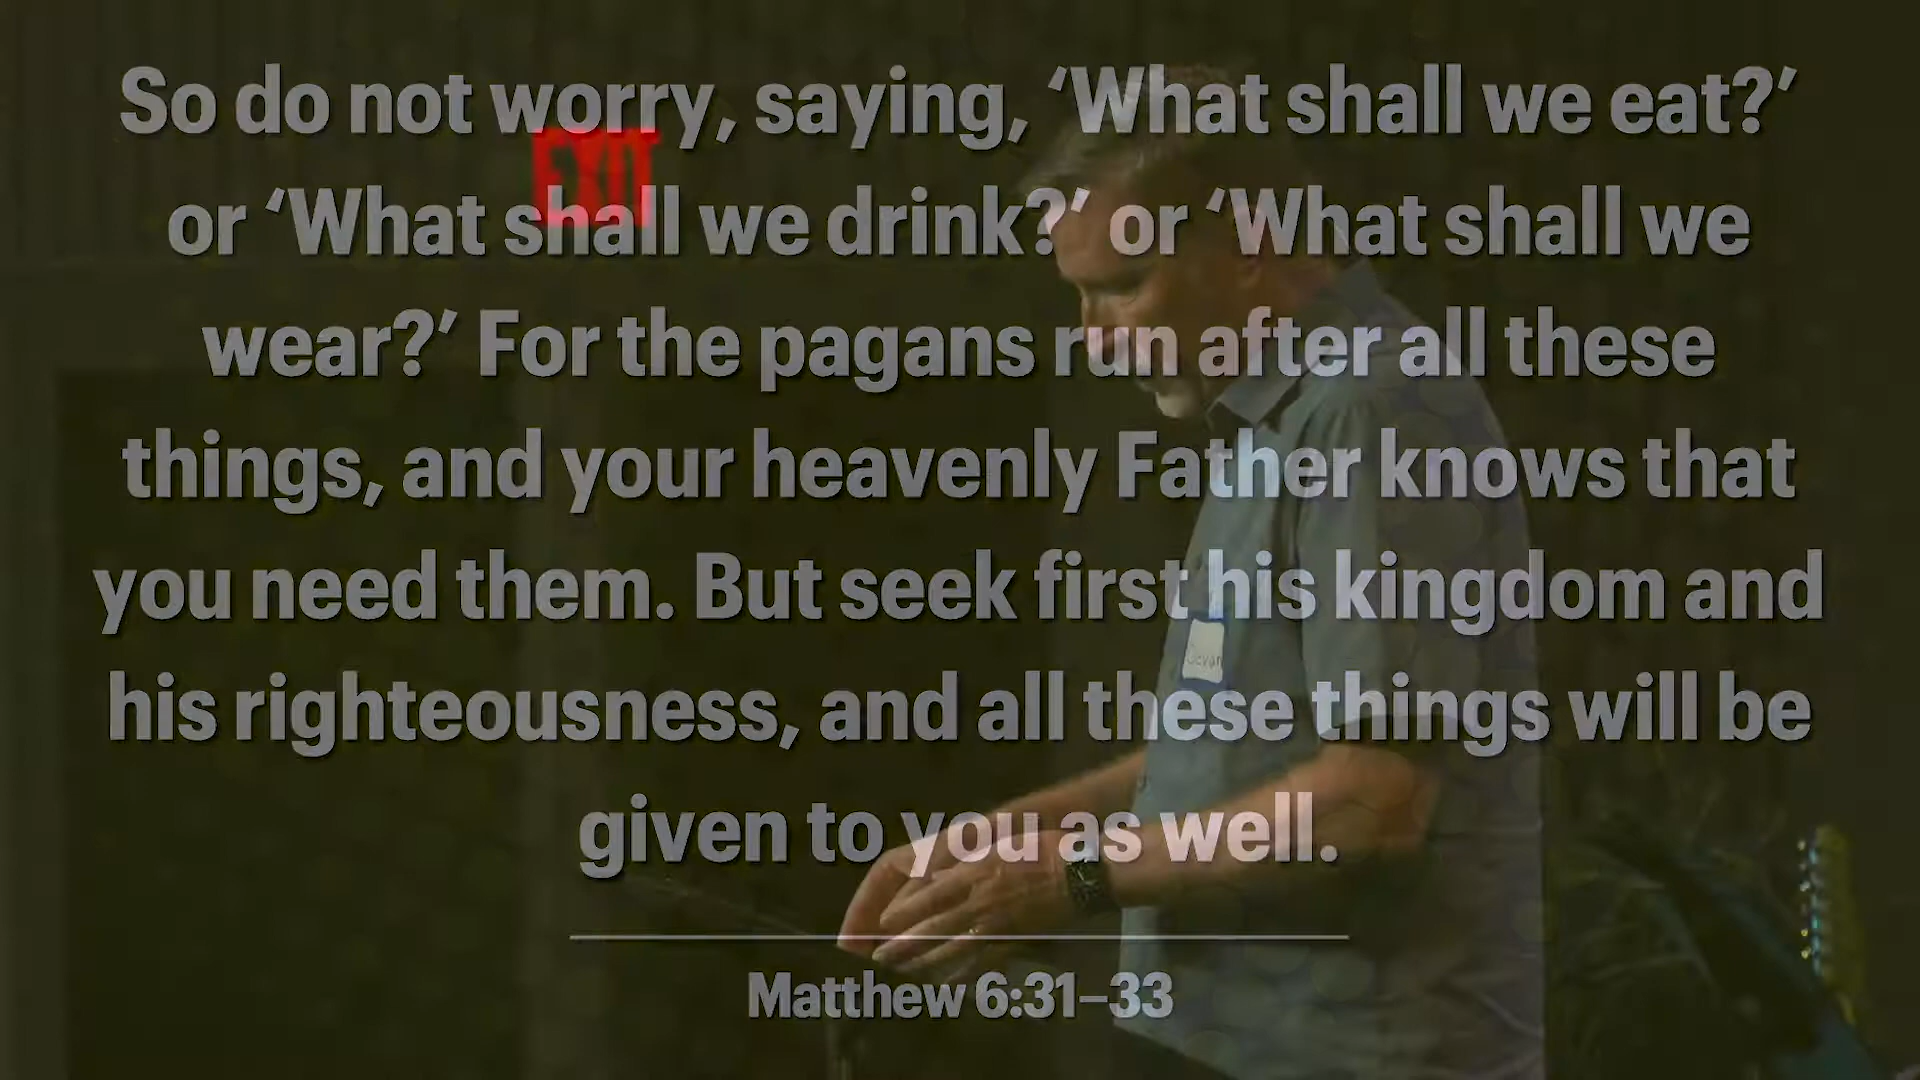 So do not worry, saying, ‘What shall we eat?’
or ‘What shall we drink?’ or ‘What shall we
wear?’ For the pagans run after all these
things, and your heavenly Father knows that
you need them. But seek first his kingdom and
his righteousness, and all these things will be
given to you as well.
Matthew 6:31–33
EXIT